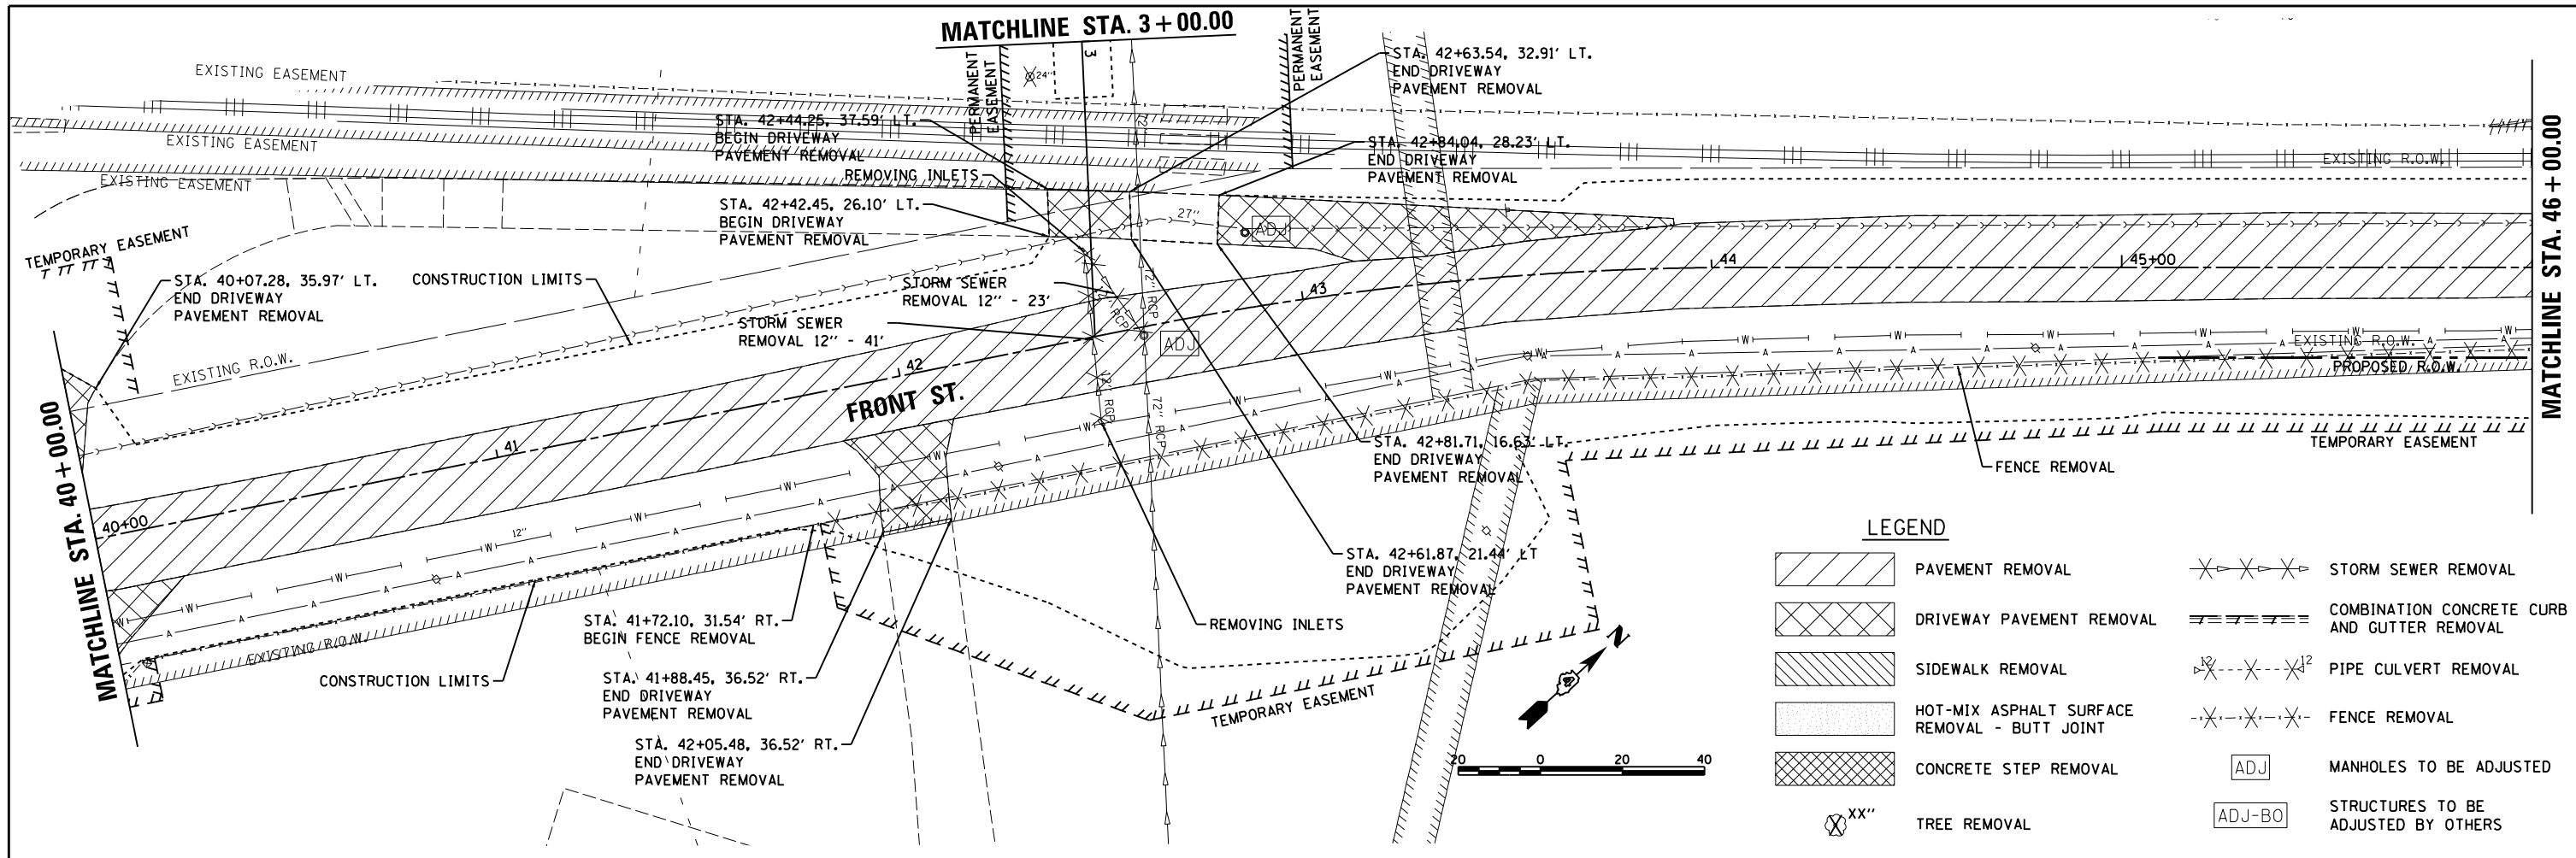 MATCHLINE STA. 3+00.00
EXISTING EASEMENT
EXISTING EASEMENT
EXISTING EASEMENT
PERMANENT
EASEMENT
PERMANENT
EASEMENT
24"
3
STA. 42+63.54, 32.91' LT.
END DRIVEWAY
PAVEMENT REMOVAL
STA. 42+44.25, 37.59' LT.
BEGIN DRIVEWAY
PAVEMENT REMOVAL
STA. 42+84.04, 28.23' LT.
END DRIVEWAY
PAVEMENT REMOVAL
EXISTING R.O.W.
REMOVING INLETS
STA. 42+42.45, 26.10' LT.
BEGIN DRIVEWAY
PAVEMENT REMOVAL
27"
ADJ
TEMPORARY EASEMENT
STA. 40+07.28, 35.97' LT.
END DRIVEWAY
PAVEMENT REMOVAL
CONSTRUCTION LIMITS
STORM SEWER
REMOVAL 12" - 23'
STORM SEWER
REMOVAL 12" - 41'
72" RCP
RCP
ADJ
EXISTING R.O.W.
40+00
41
42
43
44
45+00
FRONT ST.
12" RCP
72" RCP
EXISTING R.O.W.
PROPOSED R.O.W.
MATCHLINE STA. 46+00.00
MATCHLINE STA. 40+00.00
W W W W W W W W W W W W W
A A A A A A A A A A A A A
12"
STA. 42+81.71, 16.63' LT.
END DRIVEWAY
PAVEMENT REMOVAL
TEMPORARY EASEMENT
FENCE REMOVAL
STA. 42+61.87, 21.44' LT
END DRIVEWAY
PAVEMENT REMOVAL
REMOVING INLETS
EXISTING R.O.W.
CONSTRUCTION LIMITS
STA. 41+72.10, 31.54' RT.
BEGIN FENCE REMOVAL
STA. 41+88.45, 36.52' RT.
END DRIVEWAY
PAVEMENT REMOVAL
STA. 42+05.48, 36.52' RT.
END DRIVEWAY
PAVEMENT REMOVAL
TEMPORARY EASEMENT
N
20 0 20 40
LEGEND
PAVEMENT REMOVAL
DRIVEWAY PAVEMENT REMOVAL
SIDEWALK REMOVAL
HOT-MIX ASPHALT SURFACE
REMOVAL - BUTT JOINT
CONCRETE STEP REMOVAL
XX"
TREE REMOVAL
STORM SEWER REMOVAL
COMBINATION CONCRETE CURB
AND GUTTER REMOVAL
12 12
PIPE CULVERT REMOVAL
FENCE REMOVAL
ADJ
MANHOLES TO BE ADJUSTED
ADJ-BO
STRUCTURES TO BE
ADJUSTED BY OTHERS